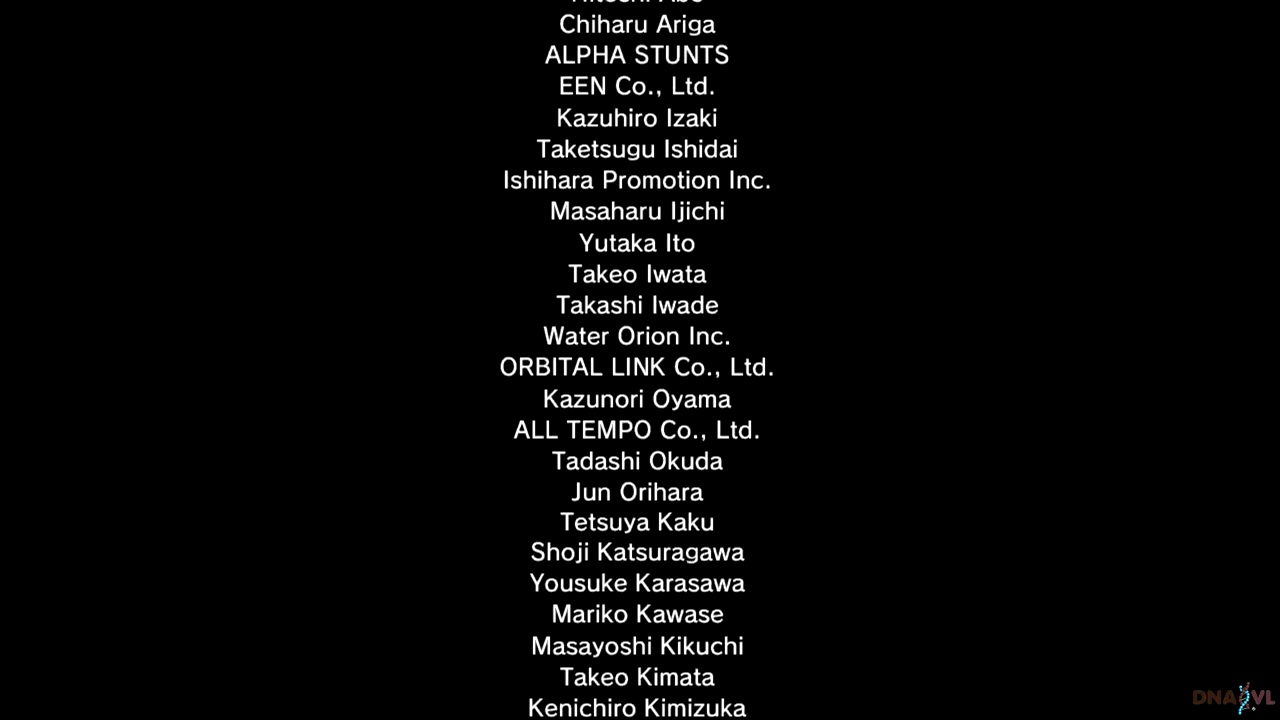 Chiharu Ariga
ALPHA STUNTS
EEN Co., Ltd.
Kazuhiro Izaki
Taketsugu Ishidai
Ishihara Promotion Inc.
Masaharu Ijichi
Yutaka Ito
Takeo Iwata
Takashi Iwade
Water Orion Inc.
ORBITAL LINK Co., Ltd.
Kazunori Oyama
ALL TEMPO Co., Ltd.
Tadashi Okuda
Jun Orihara
Tetsuya Kaku
Shoji Katsuragawa
Yousuke Karasawa
Mariko Kawase
Masayoshi Kikuchi
Takeo Kimata
Kenichiro Kimizuka
DNA VL